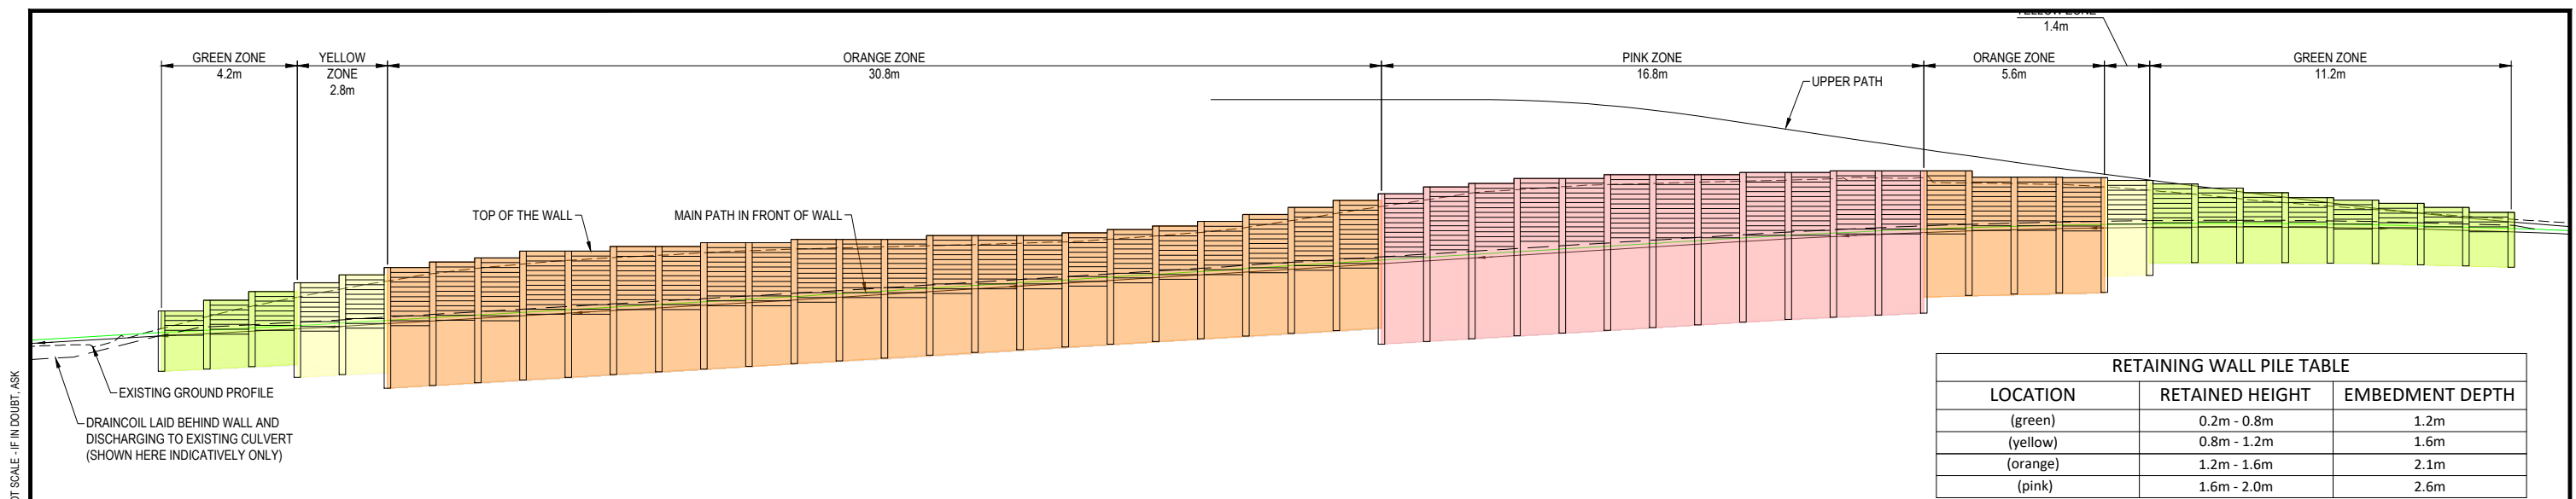 1.4m
GREEN ZONE
4.2m
YELLOW
ZONE
2.8m
ORANGE ZONE
30.8m
PINK ZONE
16.8m
ORANGE ZONE
5.6m
GREEN ZONE
11.2m
UPPER PATH
TOP OF THE WALL
MAIN PATH IN FRONT OF WALL
EXISTING GROUND PROFILE
DRAINCOIL LAID BEHIND WALL AND
DISCHARGING TO EXISTING CULVERT
(SHOWN HERE INDICATIVELY ONLY)
SCALE - IF IN DOUBT, ASK
RETAINING WALL PILE TABLE
LOCATION RETAINED HEIGHT EMBEDMENT DEPTH
(green) 0.2m - 0.8m 1.2m
(yellow) 0.8m - 1.2m 1.6m
(orange) 1.2m - 1.6m 2.1m
(pink) 1.6m - 2.0m 2.6m